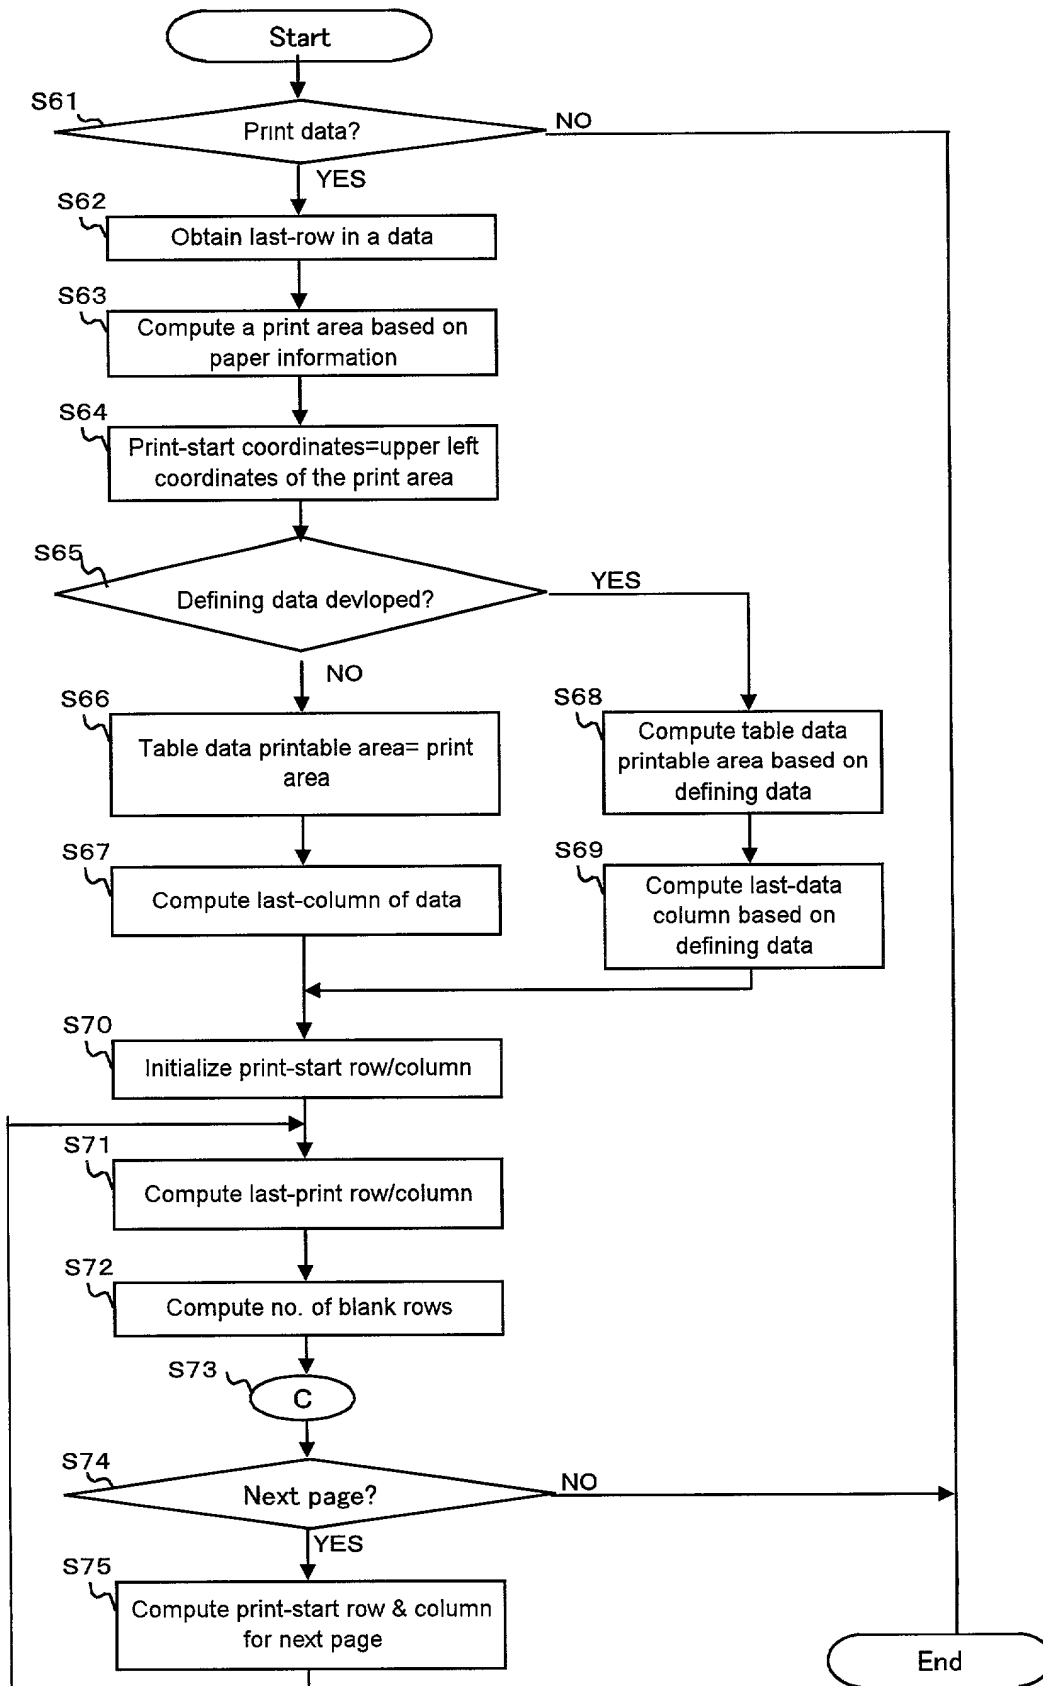 Start
S61
Print data?
NO
YES
S62
Obtain last-row in a data
S63
Compute a print area based on
paper information
S64
Print-start coordinates=upper left
coordinates of the print area
S65
Defining data devloped?
YES
NO
S66
Table data printable area= print
area
S68
Compute table data
printable area based on
defining data
S67
Compute last-column of data
S69
Compute last-data
column based on
defining data
S70
Initialize print-start row/column
S71
Compute last-print row/column
S72
Compute no. of blank rows
S73
C
S74
Next page?
NO
YES
S75
Compute print-start row & column
for next page
End